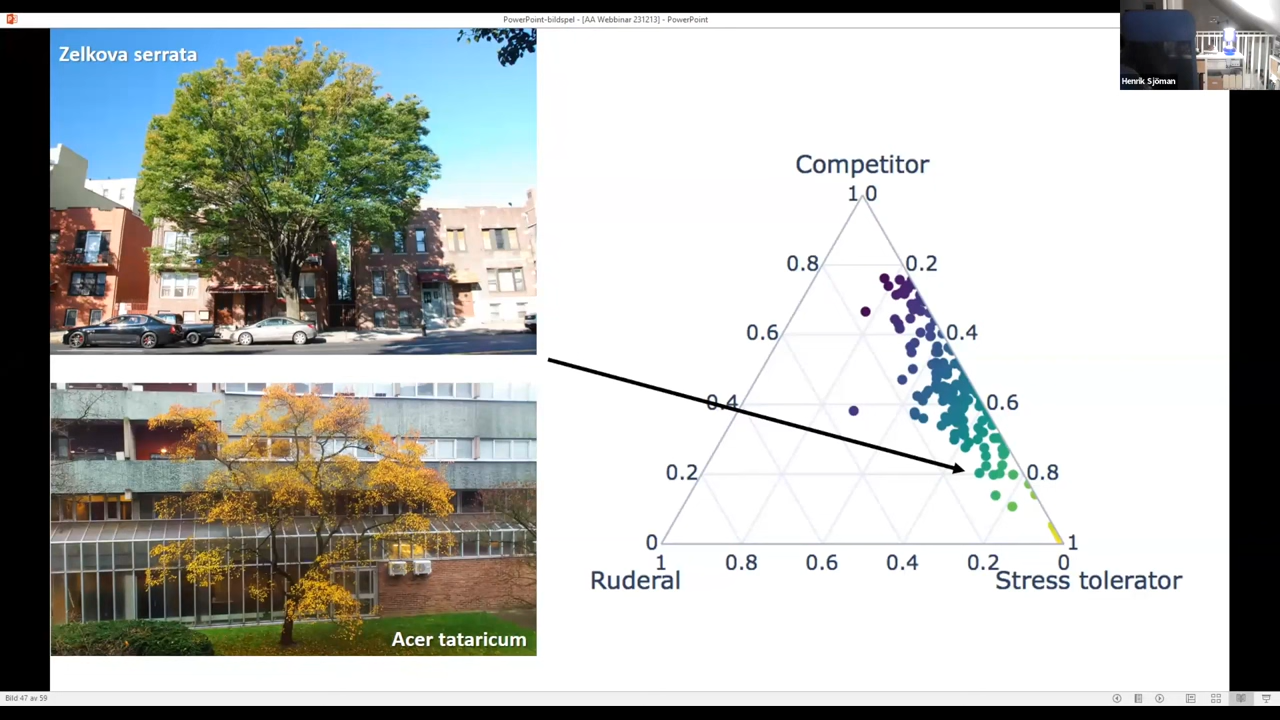 PowerPoint-bildspel - [AA Webbinar 231213] - PowerPoint
Henrik Sjöman
Zelkova serrata
Competitor
1.0
0.8
0.2
0.6
0.4
0.4
0.6
0.2
0.8
0
1
1
0.8
0.6
0.4
0.2
0
Ruderal
Stress tolerator
Acer tataricum
Bild 47 av 59